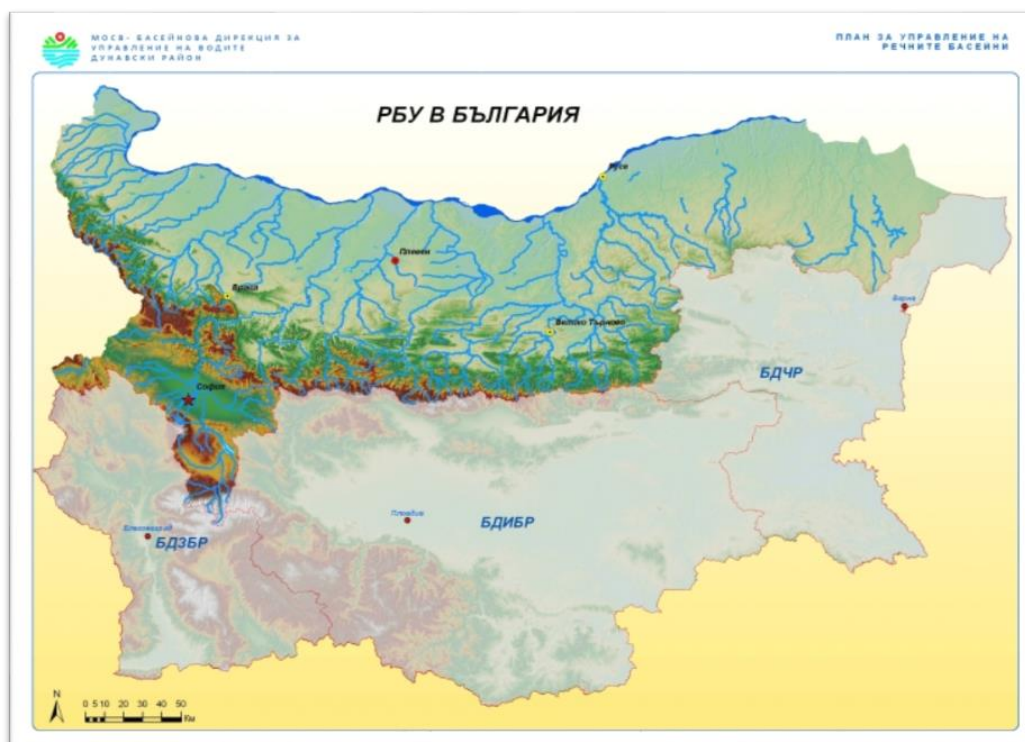 МОСВ- БАСЕЙНОВА ДИРЕКЦИЯ ЗА
УПРАВЛЕНИЕ НА ВОДИТЕ
ДУНАВСКИ РАЙОН
ПЛАН ЗА УПРАВЛЕНИЕ НА
РЕЧНИТЕ БАСЕЙНИ
РБУ В БЪЛГАРИЯ
Русе
Плевен
Враца
Варна
Велико Търново
БДЧР
София
Пловдив
БДИБР
Благоевград
БДЗБР
N
0 5 10 20 30 40 50
Км